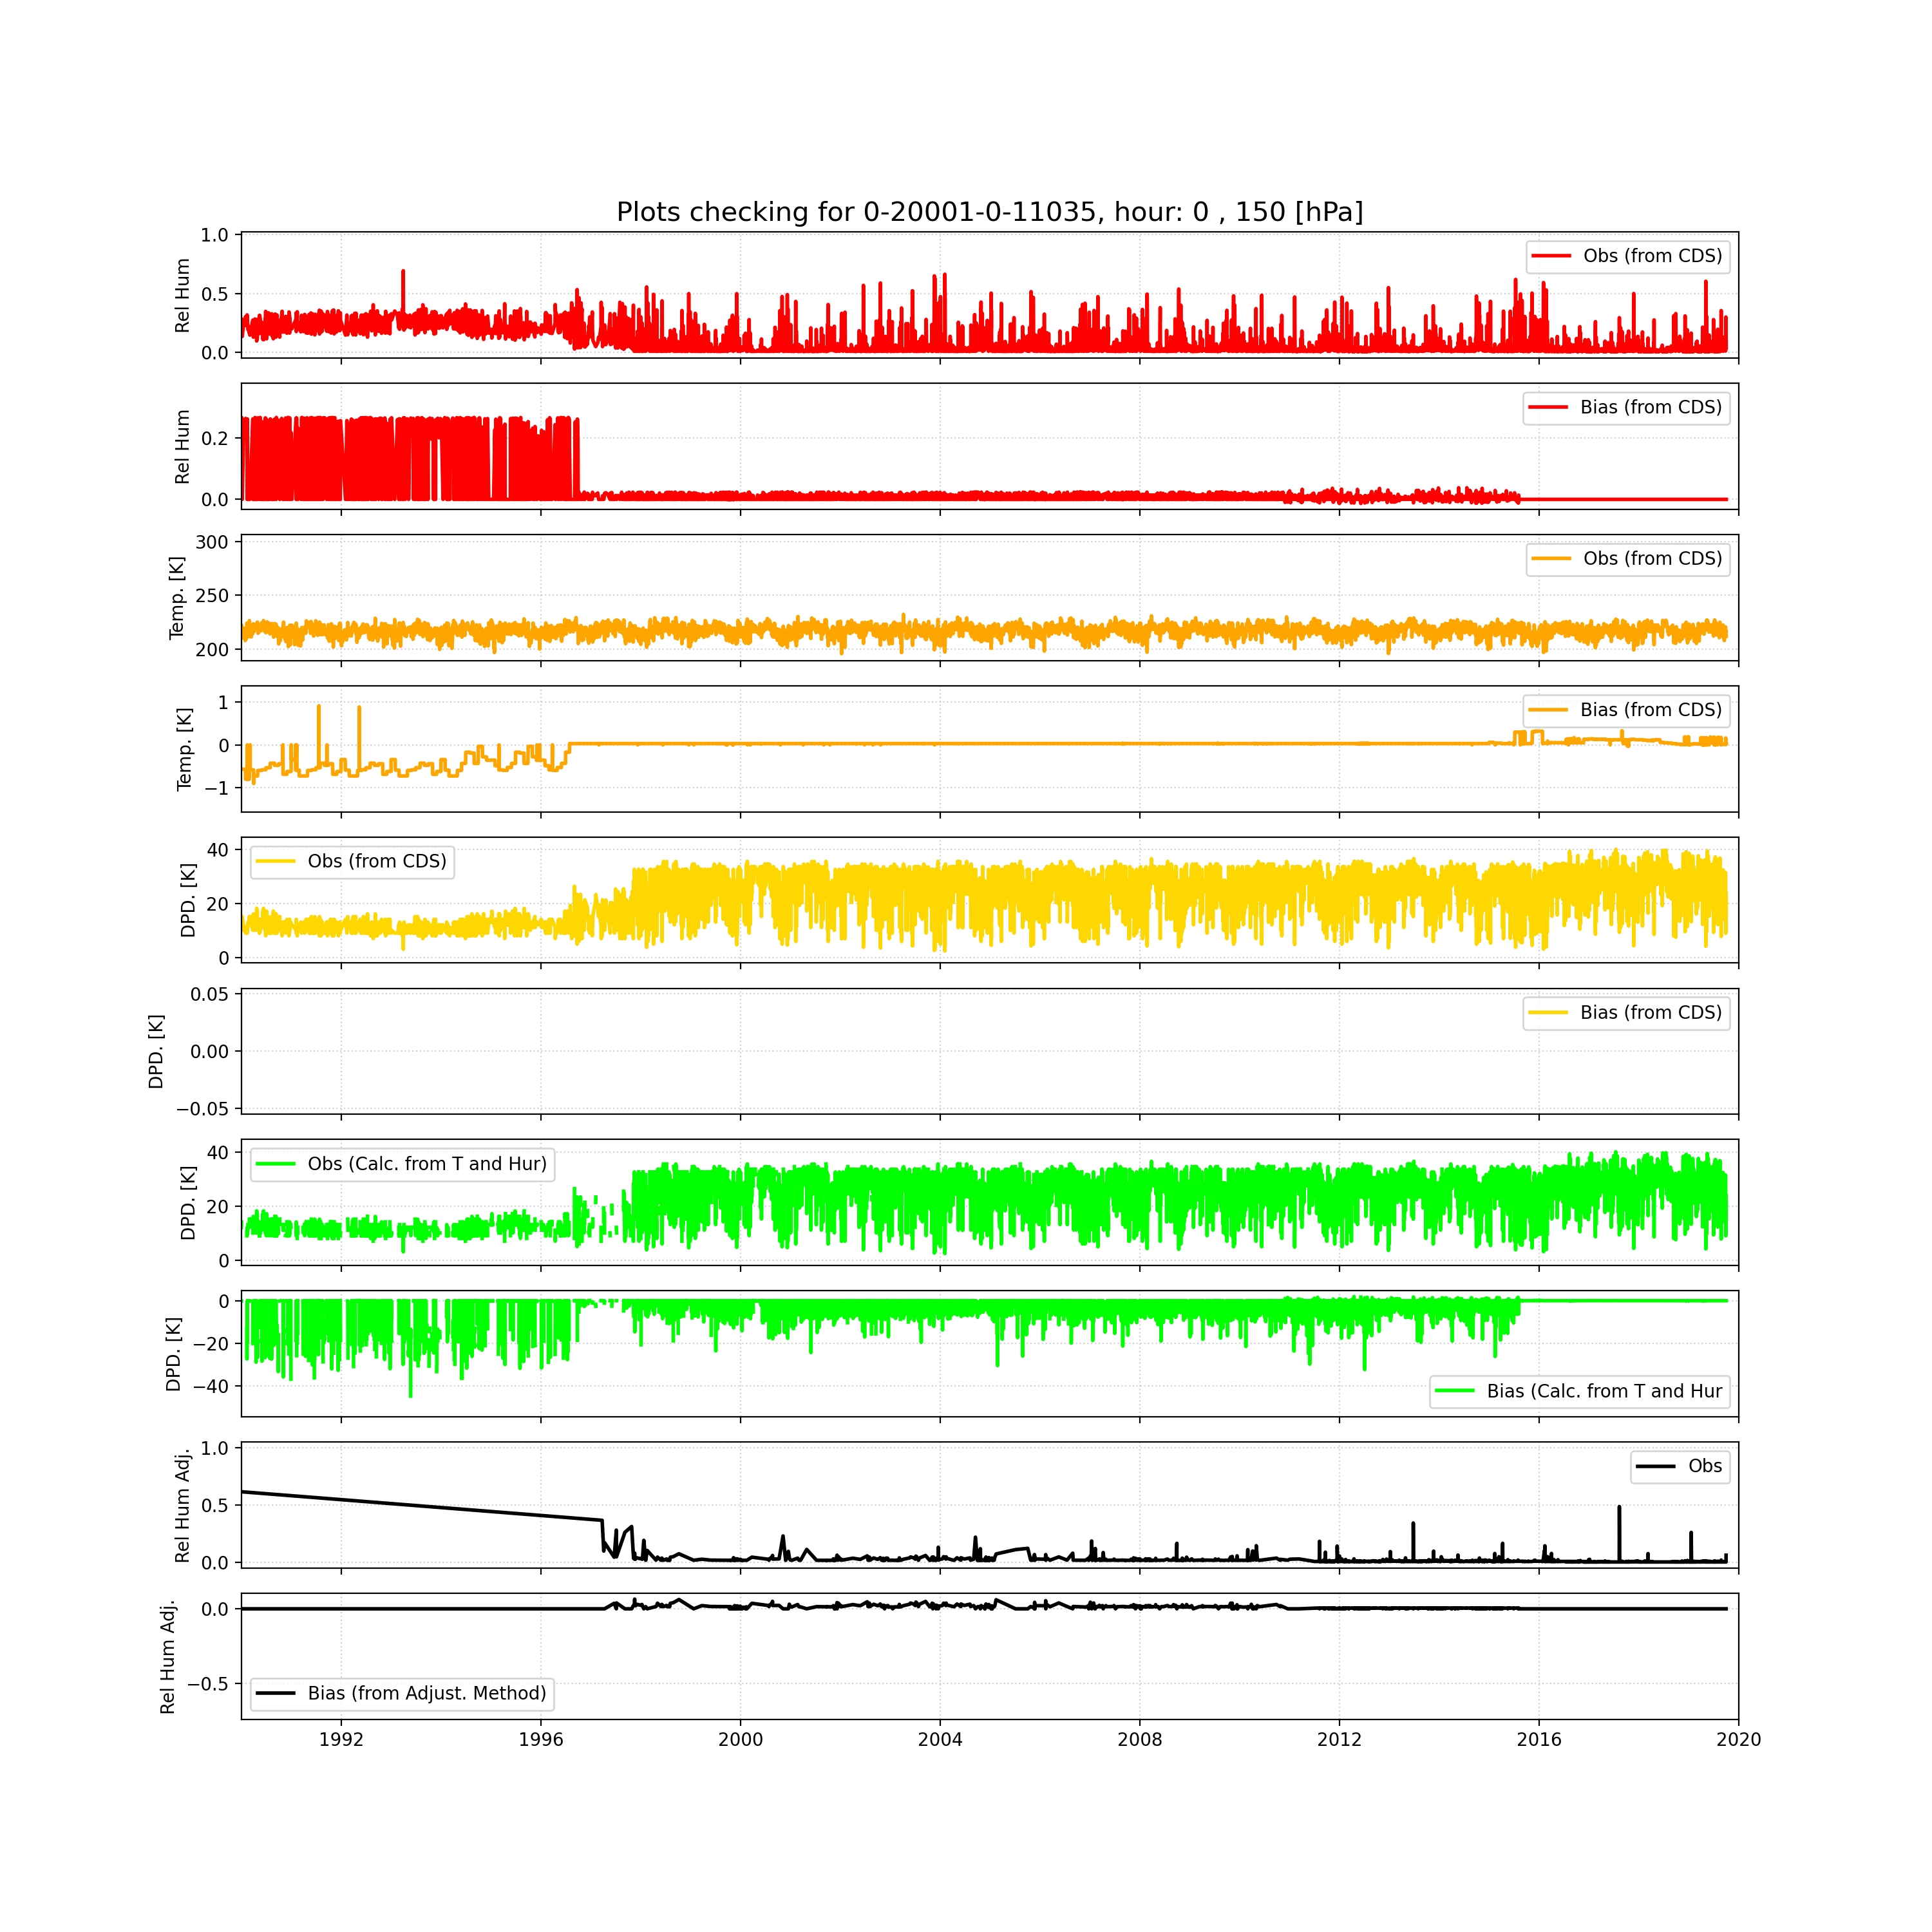 Plots checking for 0-20001-0-11035, hour: 0 , 150 [hPa]
Rel Hum
1.0
0.5
0.0
Obs (from CDS)
Rel Hum
0.2
0.0
Bias (from CDS)
Temp. [K]
300
250
200
Obs (from CDS)
Temp. [K]
1
0
−1
Bias (from CDS)
DPD. [K]
40
20
0
Obs (from CDS)
DPD. [K]
0.05
0.00
−0.05
Bias (from CDS)
DPD. [K]
40
20
0
Obs (Calc. from T and Hur)
DPD. [K]
0
−20
−40
Bias (Calc. from T and Hur
Rel Hum Adj.
1.0
0.5
0.0
Obs
Rel Hum Adj.
0.0
−0.5
Bias (from Adjust. Method)
1992 1996 2000 2004 2008 2012 2016 2020